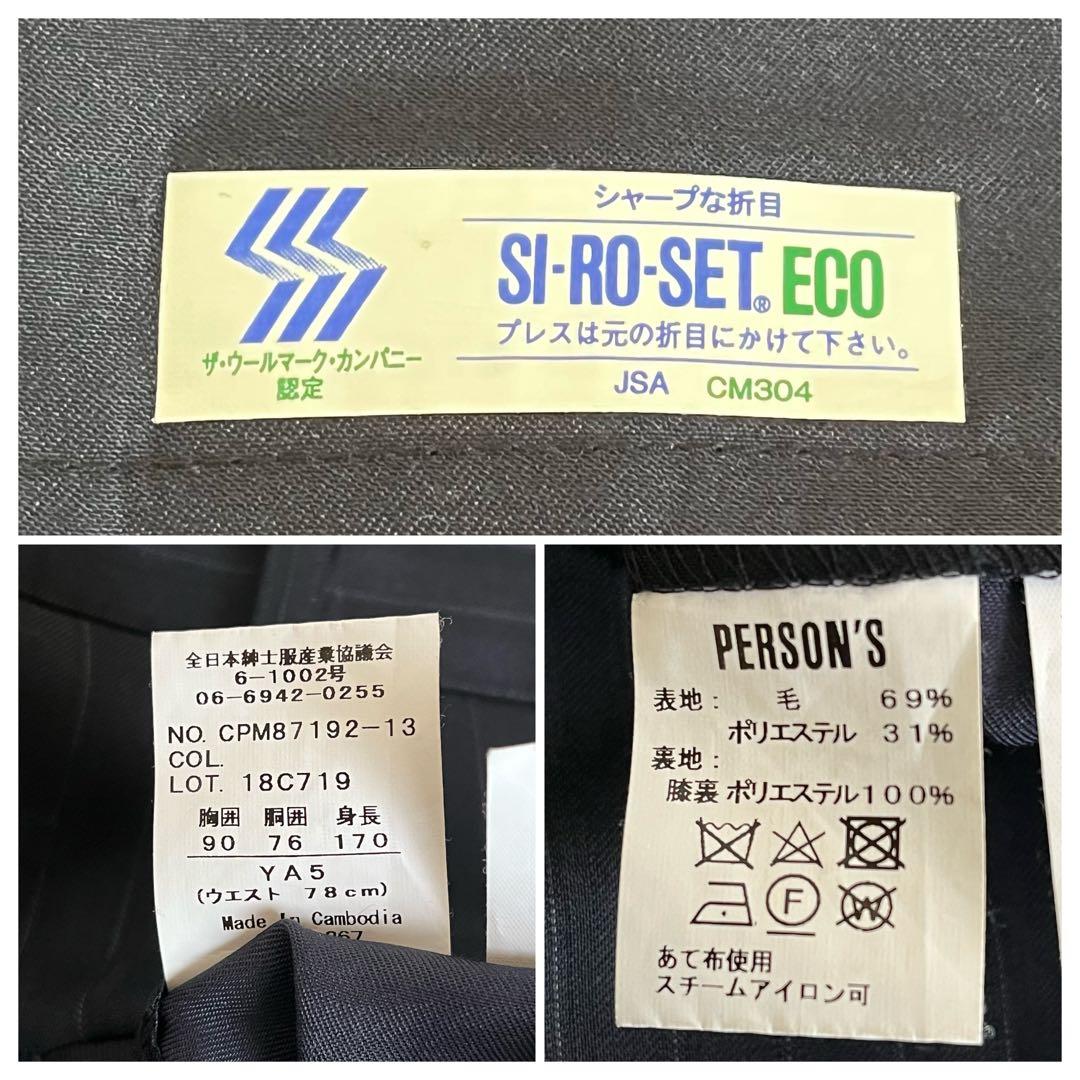 シャープな折目
SI-RO-SET® ECO
プレスは元の折目にかけて下さい。
ザ・ウールマーク・カンパニー
認定
JSA CM304
全日本紳士服産業協議会
6-1002号
06-6942-0255
NO. CPM87192-13
COL.
LOT. 18C719
胸囲 胴囲 身長
90 76 170
YA5
(ウエスト 78cm)
Made In Cambodia
PERSON'S
表地: 毛 69%
ポリエステル 31%
裏地:
膝裏 ポリエステル100%
F
W
あて布使用
スチームアイロン可